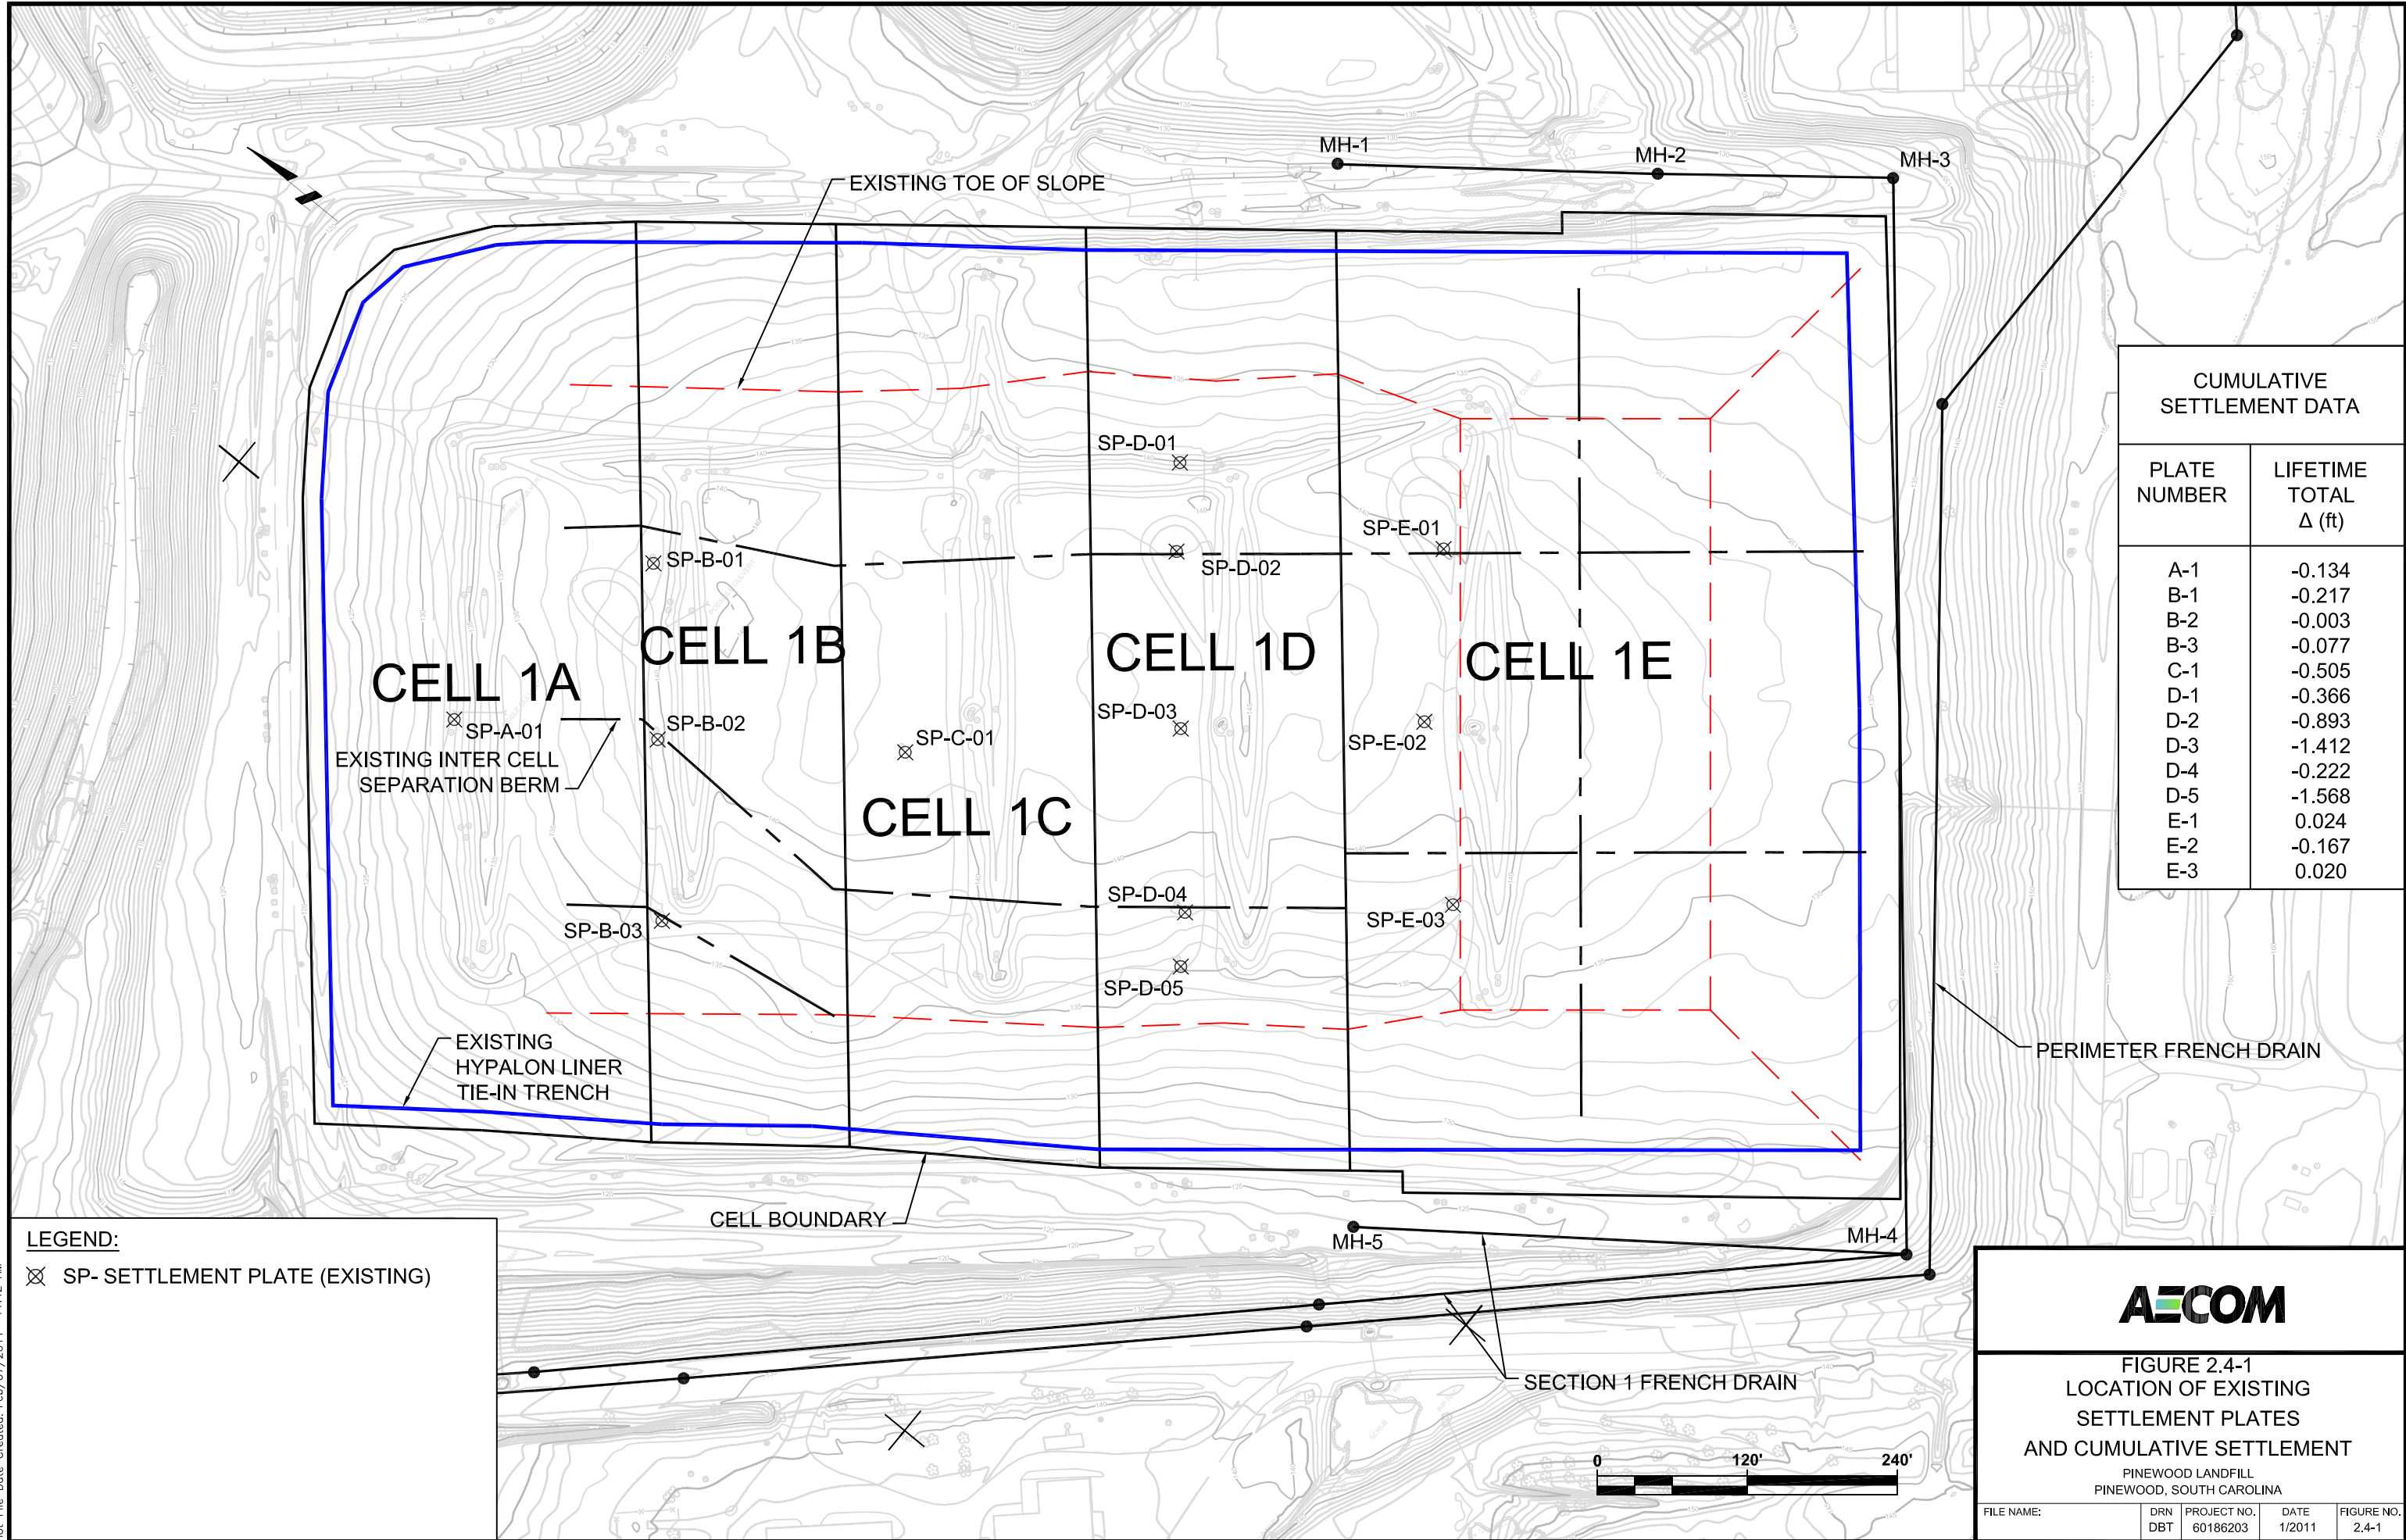 MH-1
MH-2
MH-3
EXISTING TOE OF SLOPE
CUMULATIVE
SETTLEMENT DATA
PLATE
NUMBER
LIFETIME
TOTAL
Δ (ft)
A-1 -0.134
B-1 -0.217
B-2 -0.003
B-3 -0.077
C-1 -0.505
D-1 -0.366
D-2 -0.893
D-3 -1.412
D-4 -0.222
D-5 -1.568
E-1 0.024
E-2 -0.167
E-3 0.020
SP-D-01
SP-E-01
SP-B-01
SP-D-02
CELL 1A
CELL 1B
CELL 1D
CELL 1E
SP-A-01
SP-B-02
SP-C-01
SP-D-03
SP-E-02
EXISTING INTER CELL
SEPARATION BERM
CELL 1C
SP-B-03
SP-D-04
SP-E-03
SP-D-05
EXISTING
HYPALON LINER
TIE-IN TRENCH
PERIMETER FRENCH DRAIN
CELL BOUNDARY
MH-5
MH-4
LEGEND:
SP- SETTLEMENT PLATE (EXISTING)
SECTION 1 FRENCH DRAIN
0 120' 240'
AECOM
FIGURE 2.4-1
LOCATION OF EXISTING
SETTLEMENT PLATES
AND CUMULATIVE SETTLEMENT
PINEWOOD LANDFILL
PINEWOOD, SOUTH CAROLINA
FILE NAME:
DRN
DBT
PROJECT NO.
60186203
DATE
1/2011
FIGURE NO.
2.4-1